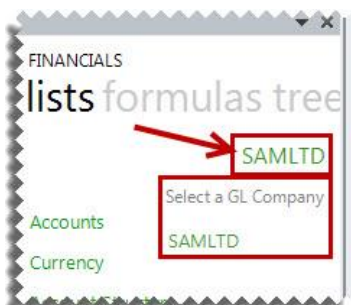 FINANCIALS
lists formulas tree
SAMLTD
Select a GL Company
SAMLTD
Accounts
Currency